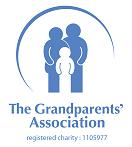 The Grandparents'
Association
registered charity : 1105977